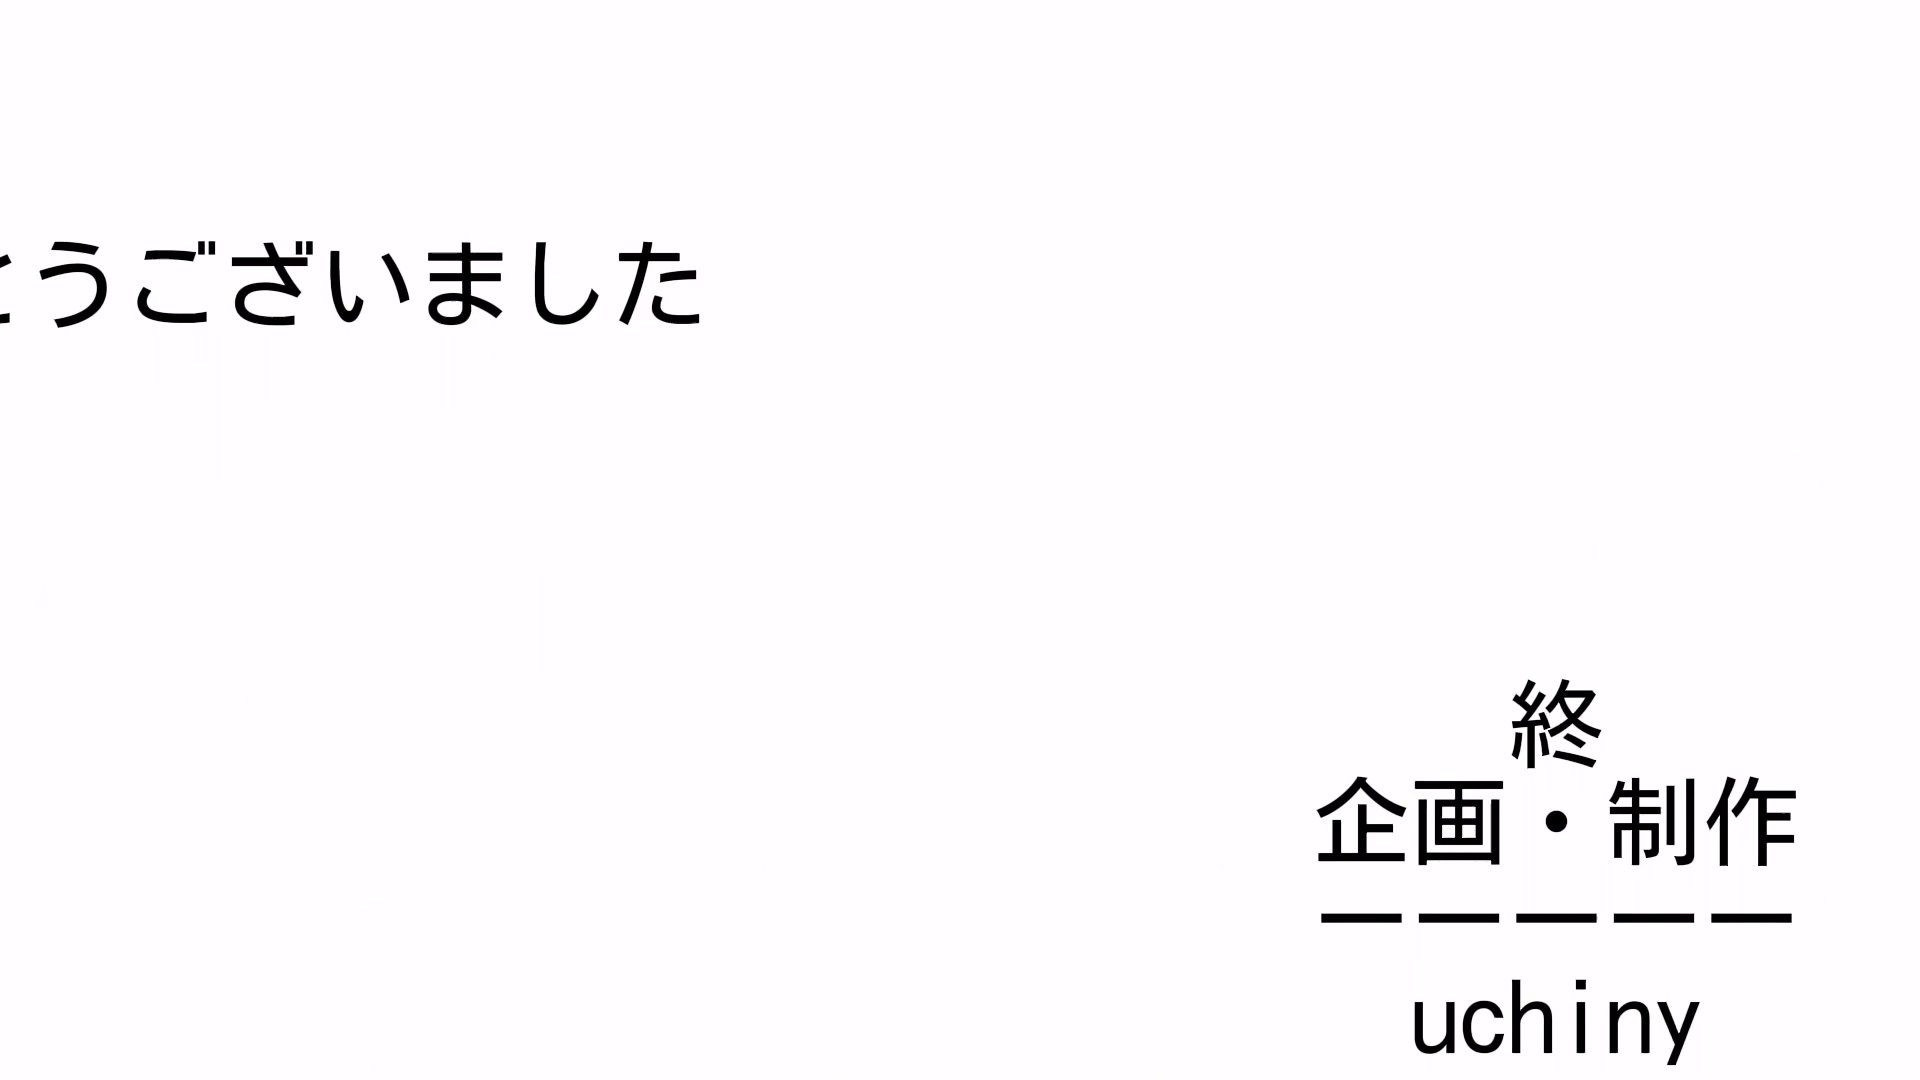 とうございました
終
企画・制作
ーーーーー
uchiny